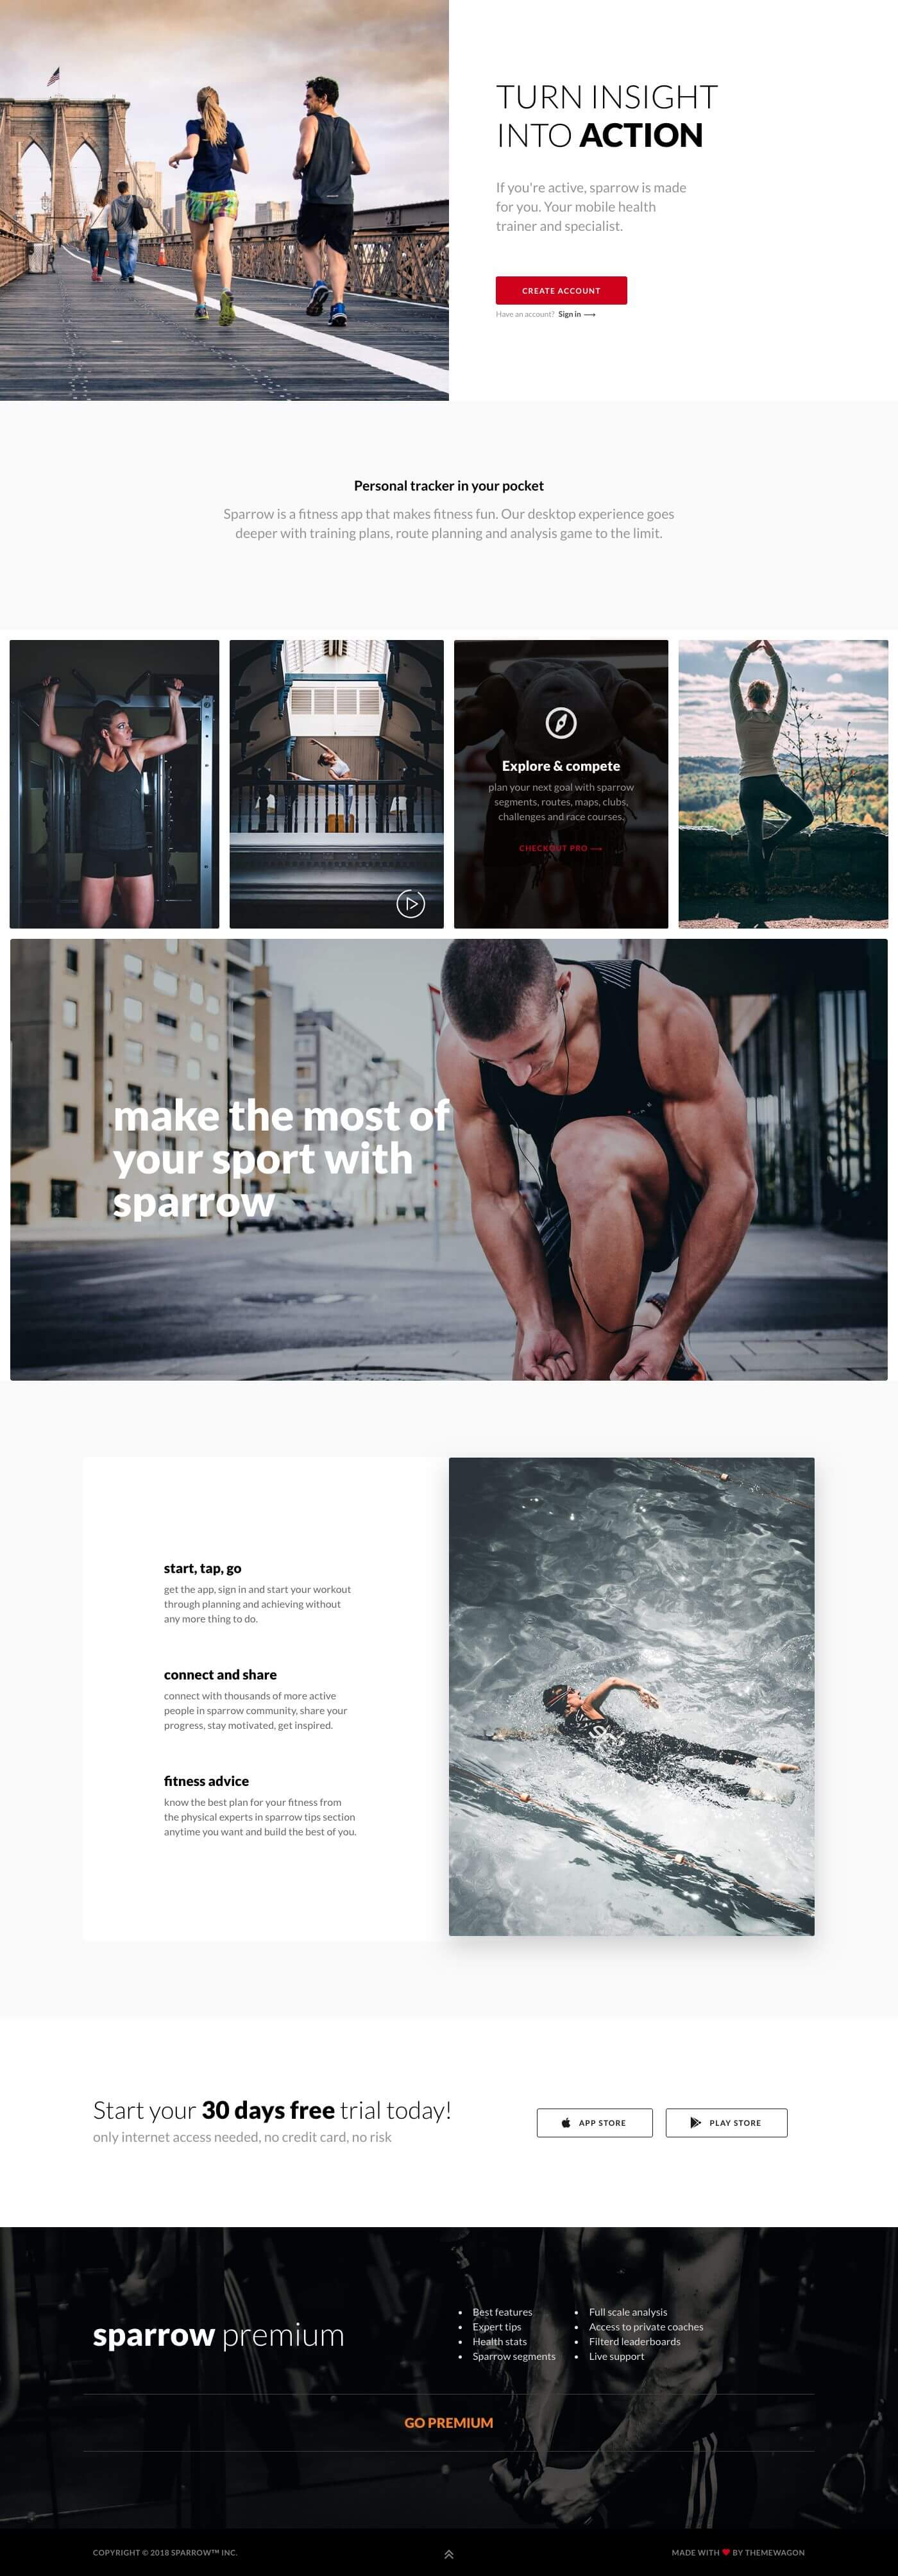 TURN INSIGHT
INTO ACTION
If you're active, sparrow is made
for you. Your mobile health
trainer and specialist.
CREATE ACCOUNT
Have an account? Sign in ⟶
Personal tracker in your pocket
Sparrow is a fitness app that makes fitness fun. Our desktop experience goes
deeper with training plans, route planning and analysis game to the limit.
Explore & compete
plan your next goal with sparrow
segments, routes, maps, clubs,
challenges and race courses.
CHECKOUT PRO ⟶
make the most of
your sport with
sparrow
start, tap, go
get the app, sign in and start your workout
through planning and achieving without
any more thing to do.
connect and share
connect with thousands of more active
people in sparrow community, share your
progress, stay motivated, get inspired.
fitness advice
know the best plan for your fitness from
the physical experts in sparrow tips section
anytime you want and build the best of you.
Start your 30 days free trial today!
only internet access needed, no credit card, no risk
APP STORE
PLAY STORE
sparrow premium
• Best features
• Expert tips
• Health stats
• Sparrow segments
• Full scale analysis
• Access to private coaches
• Filterd leaderboards
• Live support
GO PREMIUM
COPYRIGHT © 2018 SPARROW™ INC.
MADE WITH ♥ BY THEMEWAGON